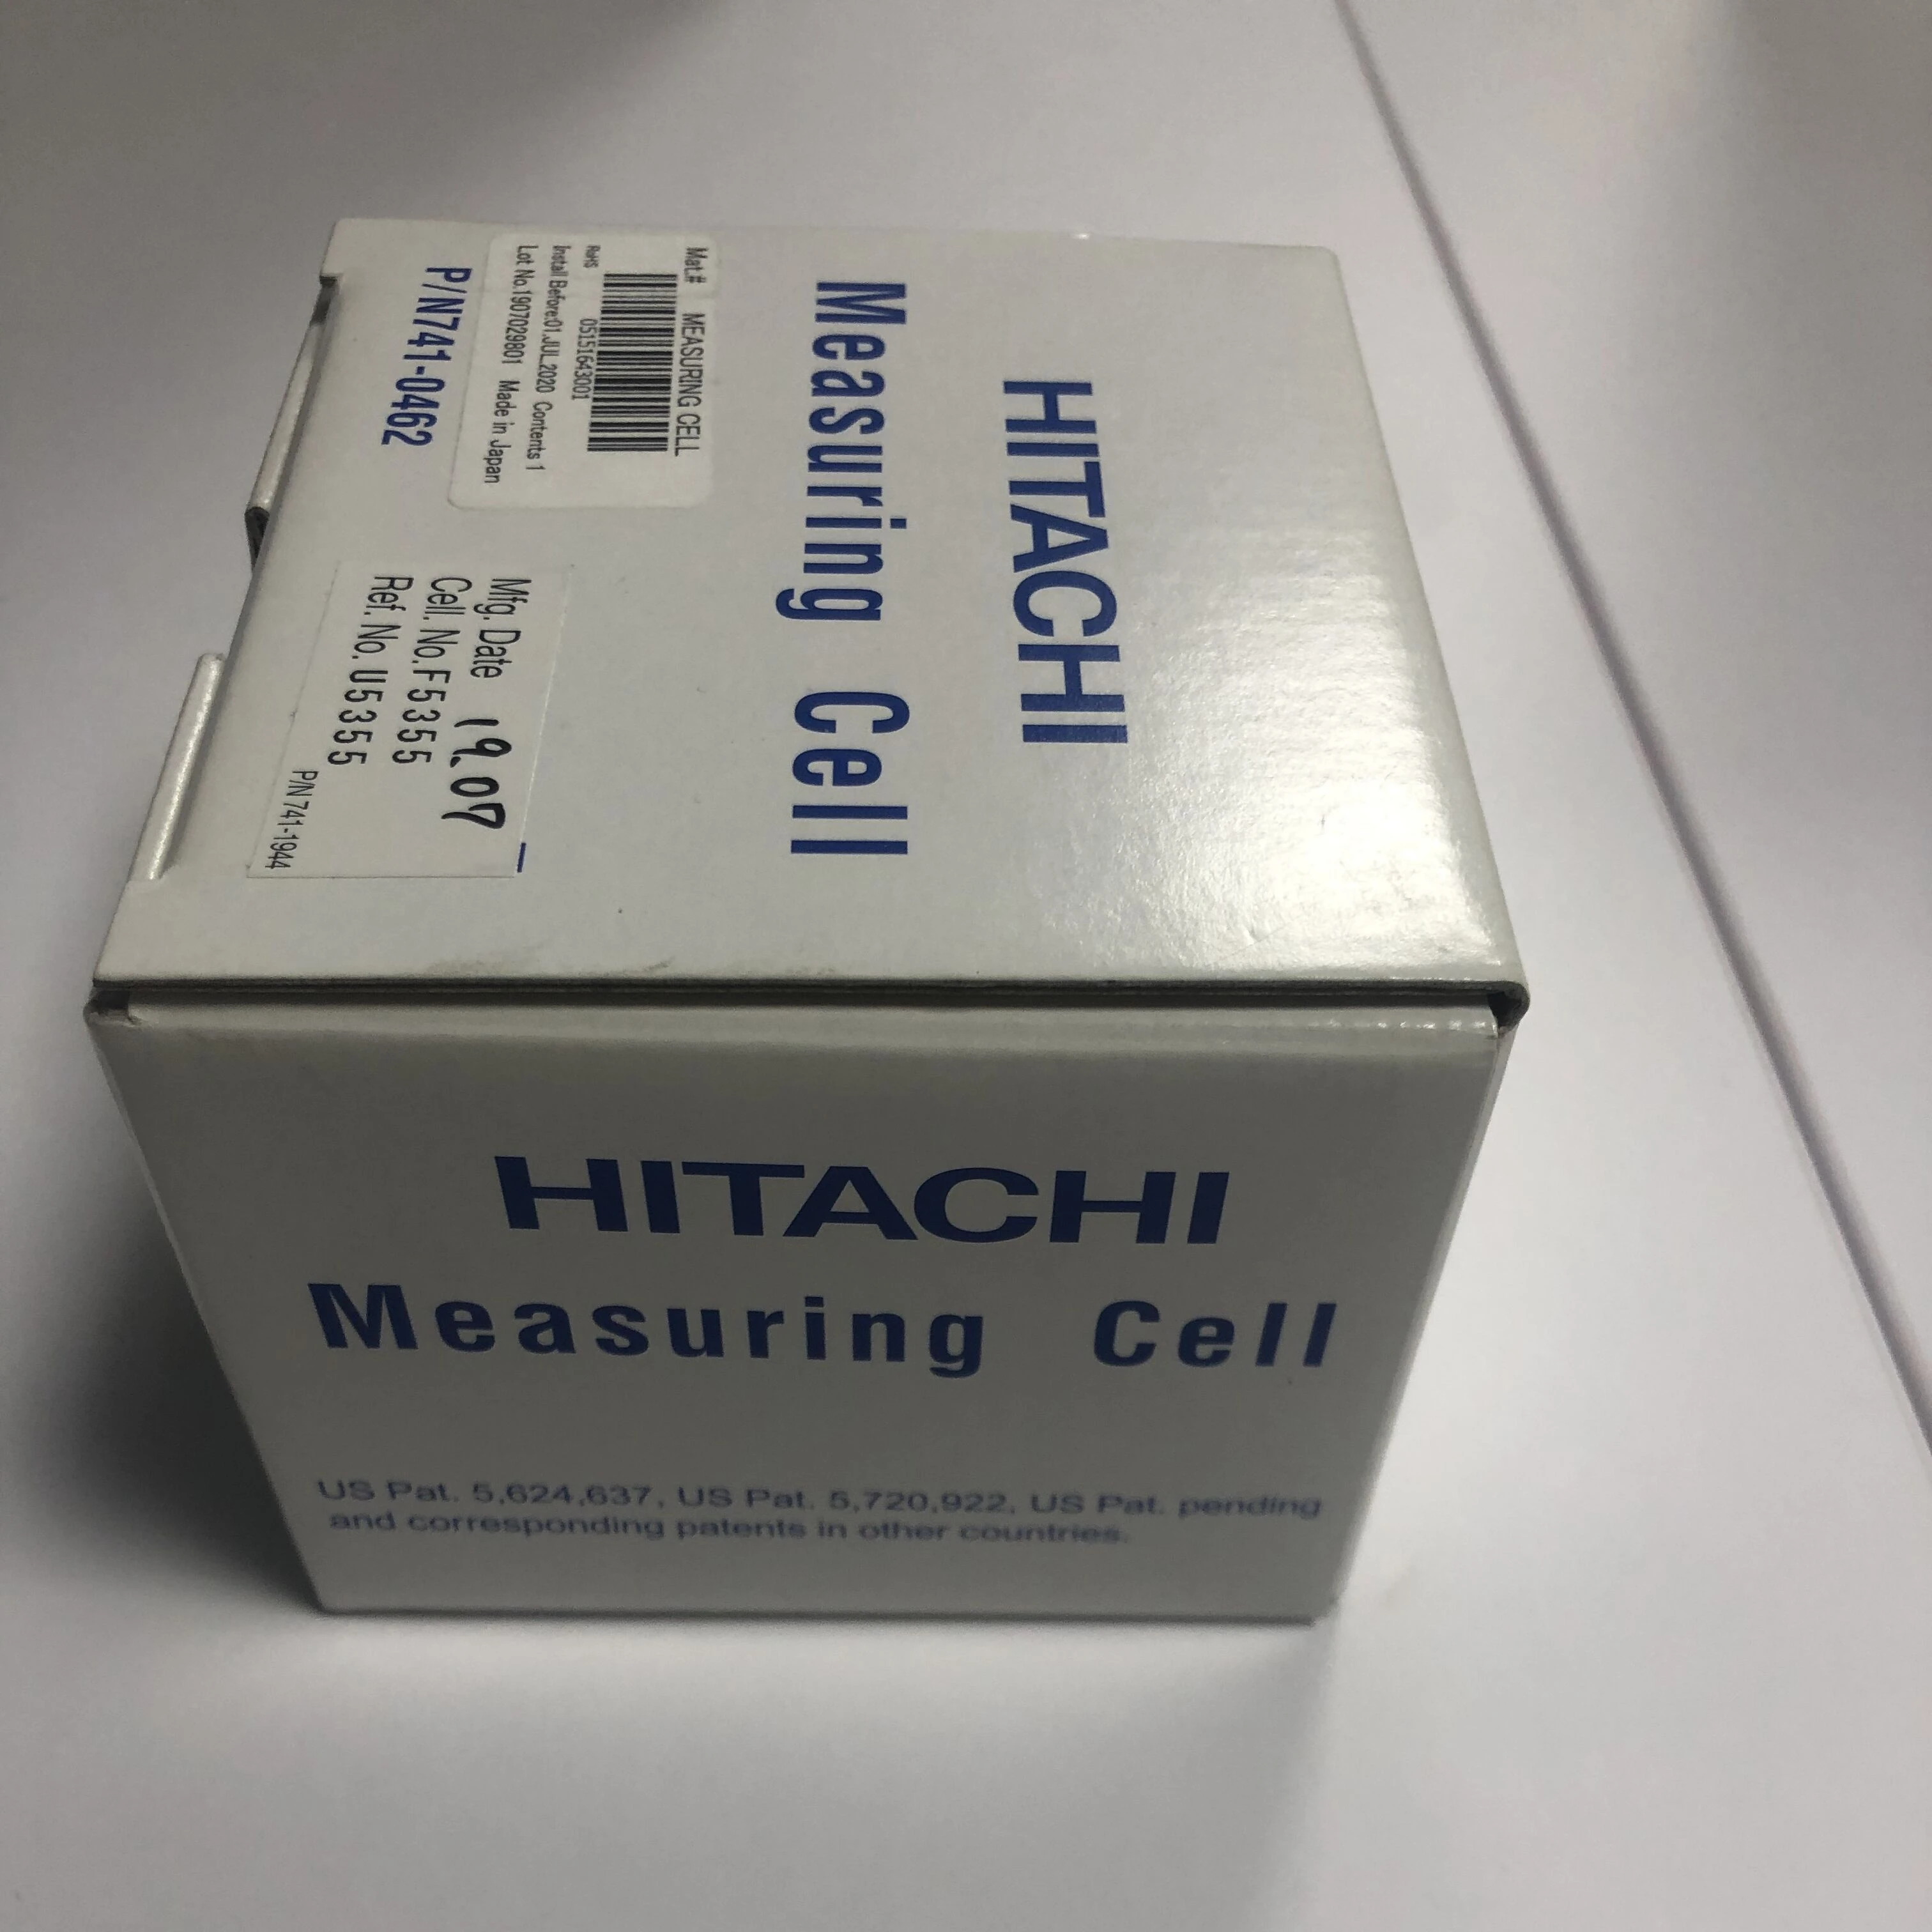 HITACHI
Measuring Cell
Mat.# MEASURING CELL
05151643001
RoHS
Install Before:01.JUL.2020 Contents 1
Lot No.1907029801 Made in Japan
P/N741-0462
Mfg. Date 19.07
Cell. No.F5355
Ref. No. U5355
P/N 741-1944
HITACHI
Measuring Cell
US Pat. 5,624,637, US Pat. 5,720,922, US Pat. pending
and corresponding patents in other countries.